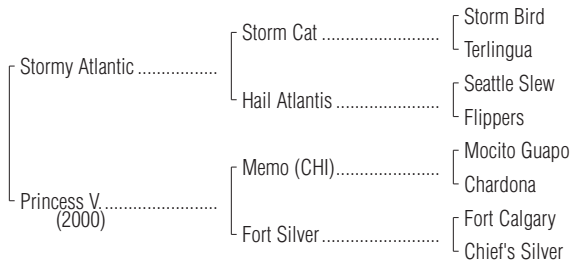 Storm Bird
Storm Cat ........................
Terlingua
Stormy Atlantic ................
Seattle Slew
Hail Atlantis .....................
Flippers
Mocito Guapo
Memo (CHI).....................
Chardona
Princess V. .......................
(2000)
Fort Calgary
Fort Silver ........................
Chief's Silver